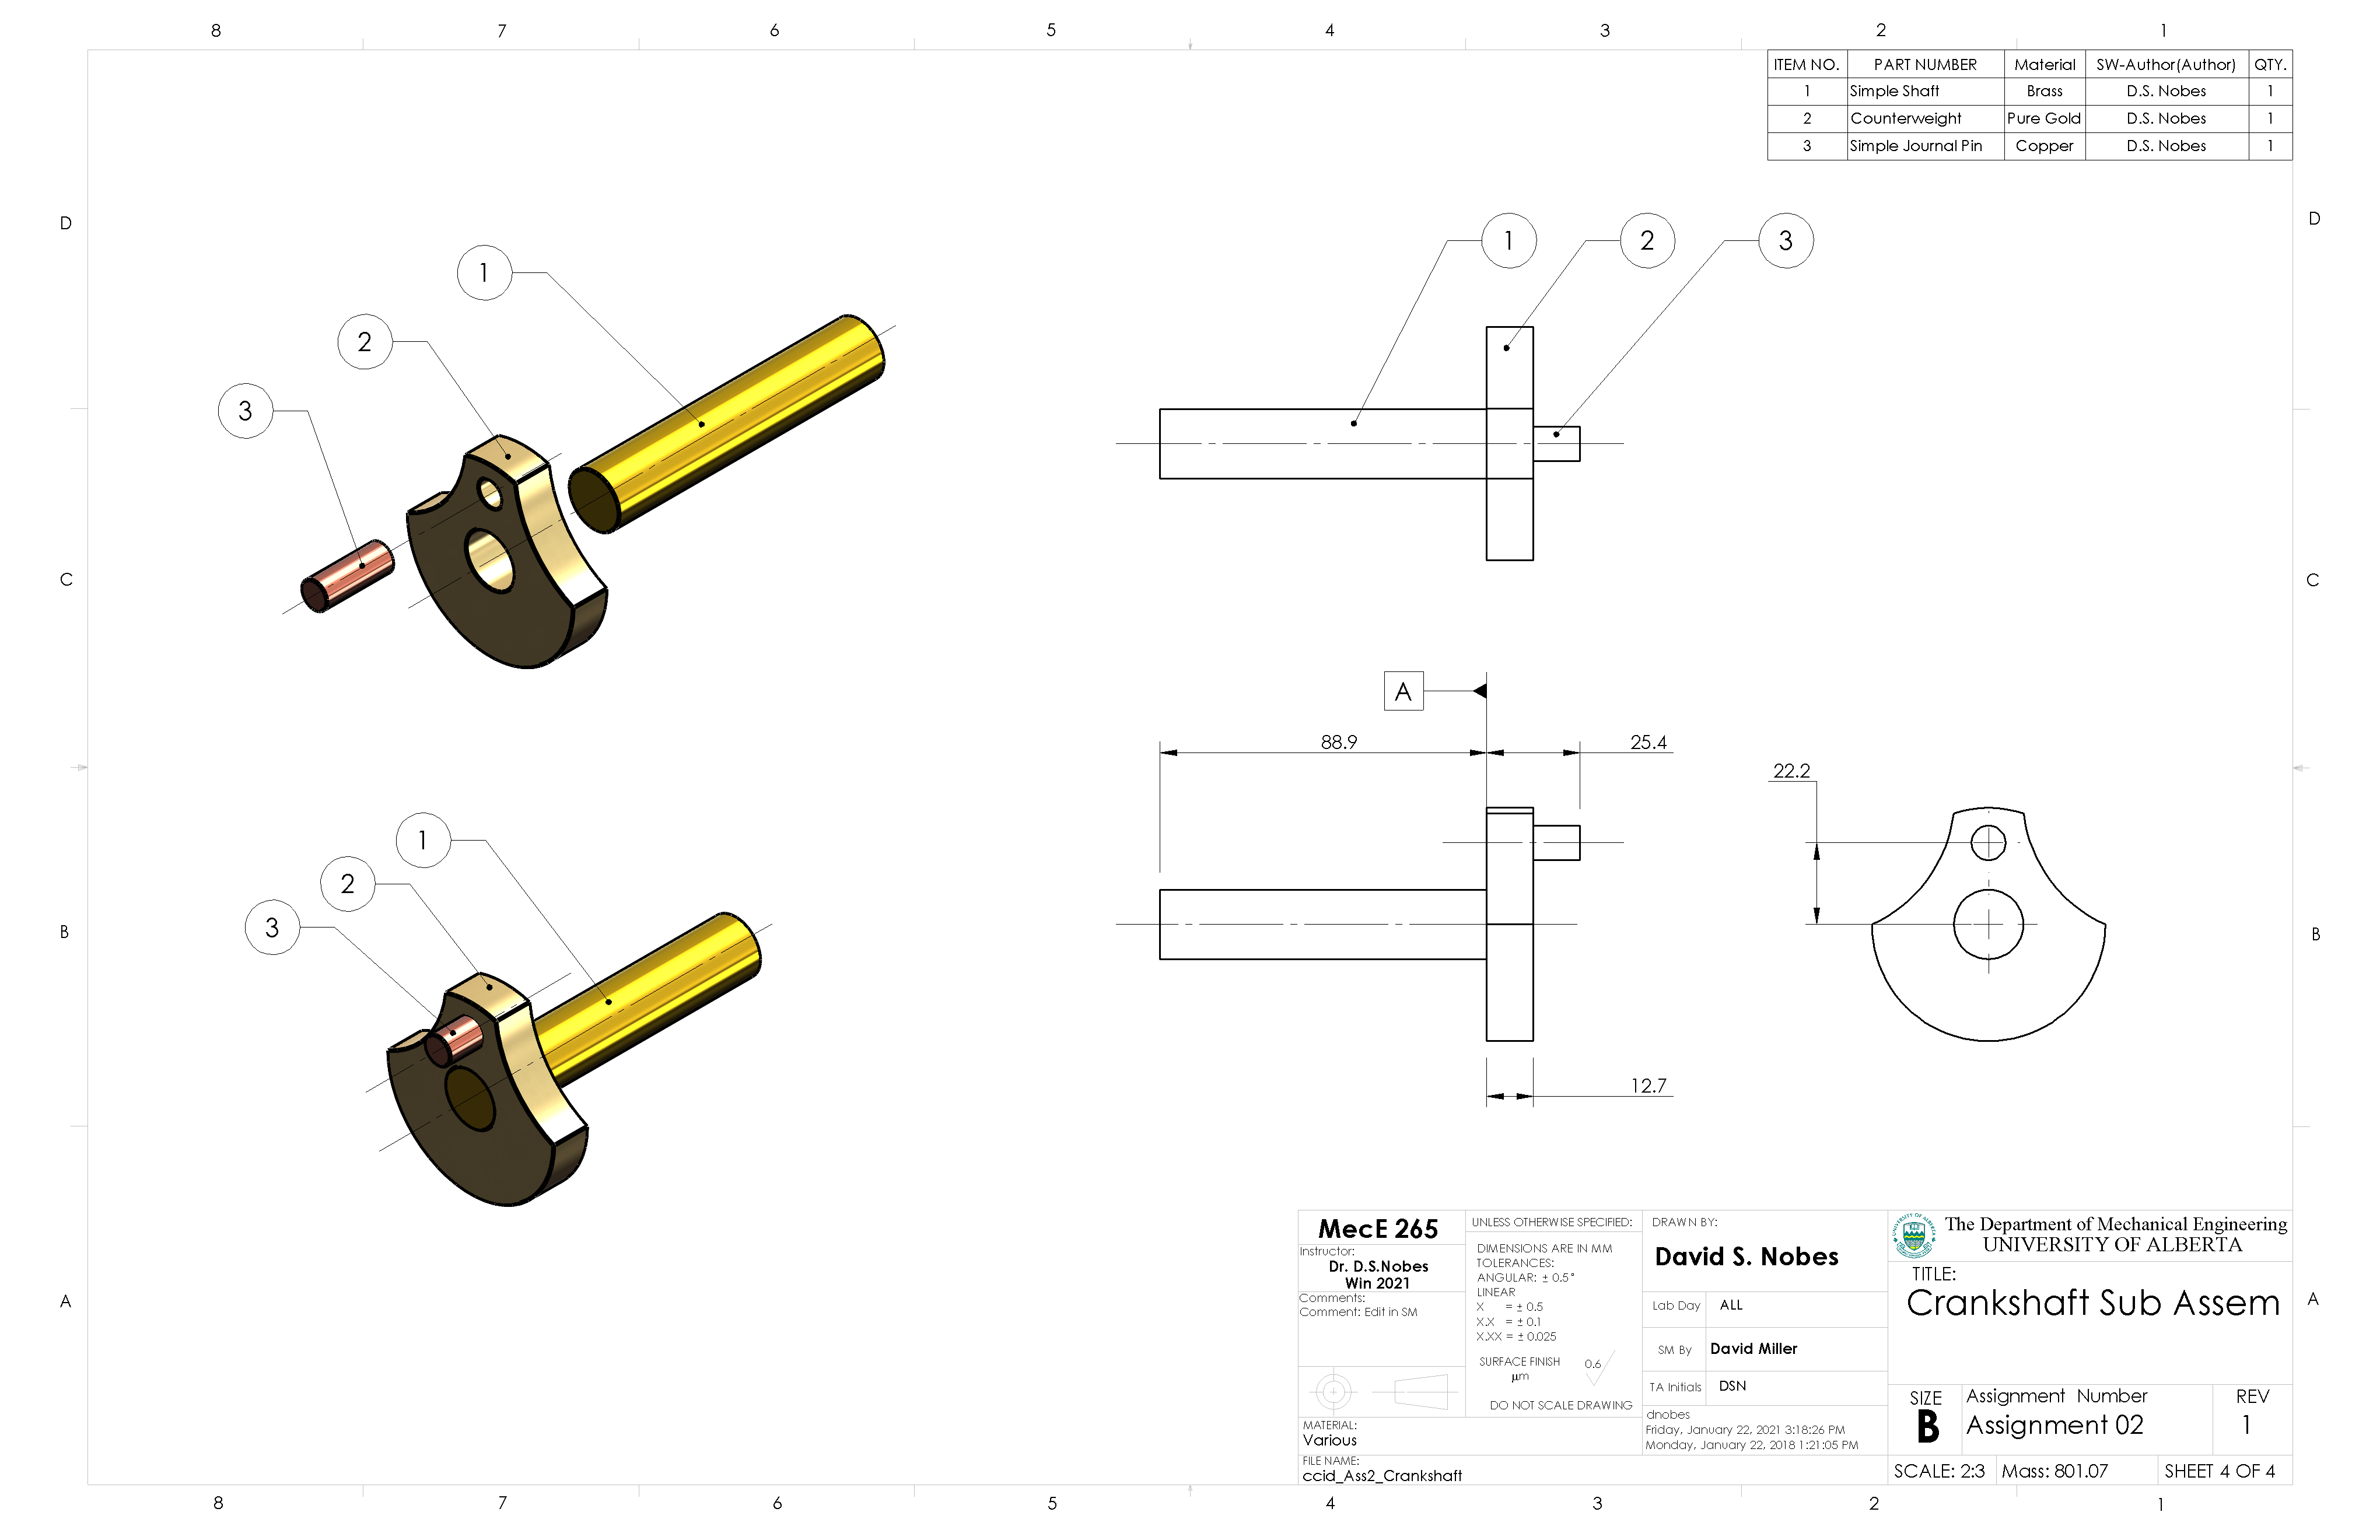 8 7 6 5 4 3 2 1
ITEM NO. PART NUMBER Material SW-Author(Author) QTY.
1 Simple Shaft Brass D.S. Nobes 1
2 Counterweight Pure Gold D.S. Nobes 1
3 Simple Journal Pin Copper D.S. Nobes 1
D D
1 2 3
1
2
3
C C
A
88.9 25.4
22.2
1
2
3
B B
12.7
MecE 265
Instructor:
Dr. D.S.Nobes
Win 2021
Comments:
Comment: Edit in SM
MATERIAL:
Various
FILE NAME:
ccid_Ass2_Crankshaft
UNLESS OTHERWISE SPECIFIED:
DIMENSIONS ARE IN MM
TOLERANCES:
ANGULAR: ± 0.5°
LINEAR
X = ± 0.5
X.X = ± 0.1
X.XX = ± 0.025
SURFACE FINISH 0.6
µm
DO NOT SCALE DRAWING
DRAWN BY:
David S. Nobes
Lab Day ALL
SM By David Miller
TA Initials DSN
dnobes
Friday, January 22, 2021 3:18:26 PM
Monday, January 22, 2018 1:21:05 PM
The Department of Mechanical Engineering
UNIVERSITY OF ALBERTA
TITLE:
Crankshaft Sub Assem
SIZE
B
Assignment Number
Assignment 02
REV
1
SCALE: 2:3 Mass: 801.07 SHEET 4 OF 4
A A
8 7 6 5 4 3 2 1